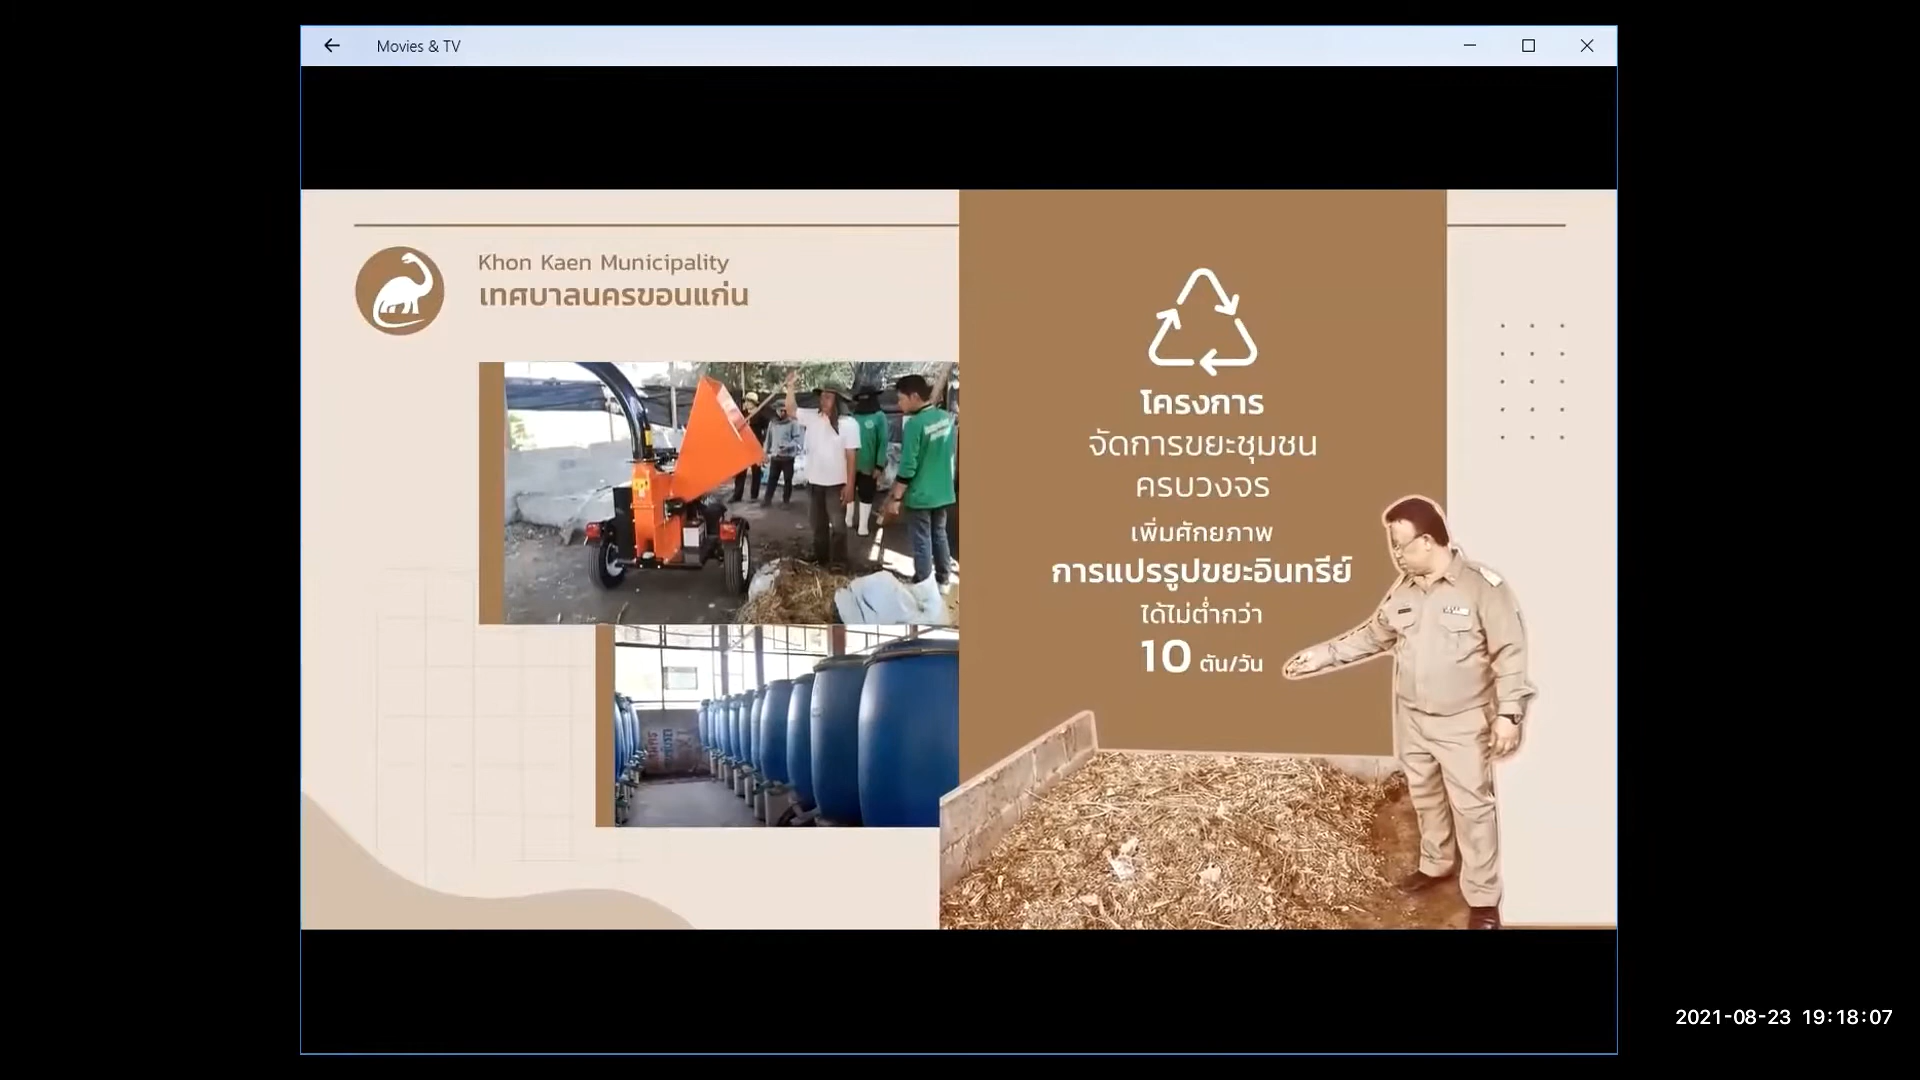 Movies & TV
Khon Kaen Municipality
เทศบาลนครขอนแก่น
โครงการ
จัดการขยะชุมชน
ครบวงจร
เพิ่มศักยภาพ
การแปรรูปขยะอินทรีย์
ได้ไม่ต่ำกว่า
10 ตัน/วัน
2021-08-23 19:18:07